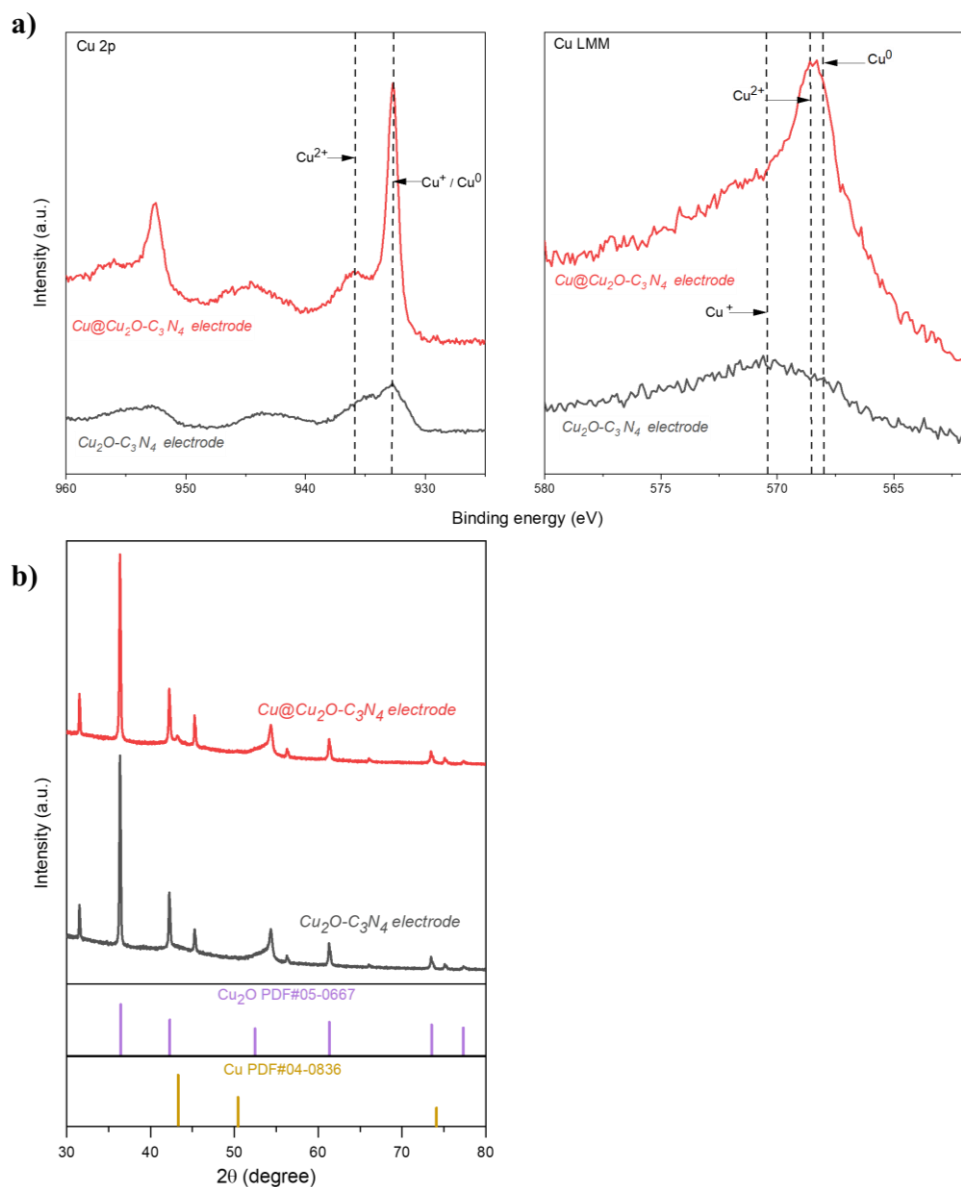 a)
Cu 2p
Cu²⁺
Cu⁺ / Cu⁰
Cu@Cu₂O-C₃N₄ electrode
Cu₂O-C₃N₄ electrode
960 950 940 930
Intensity (a.u.)
Cu LMM
Cu⁰
Cu²⁺
Cu@Cu₂O-C₃N₄ electrode
Cu⁺
Cu₂O-C₃N₄ electrode
580 575 570 565
Binding energy (eV)
b)
Cu@Cu₂O-C₃N₄ electrode
Cu₂O-C₃N₄ electrode
Cu₂O PDF#05-0667
Cu PDF#04-0836
Intensity (a.u.)
30 40 50 60 70 80
2θ (degree)